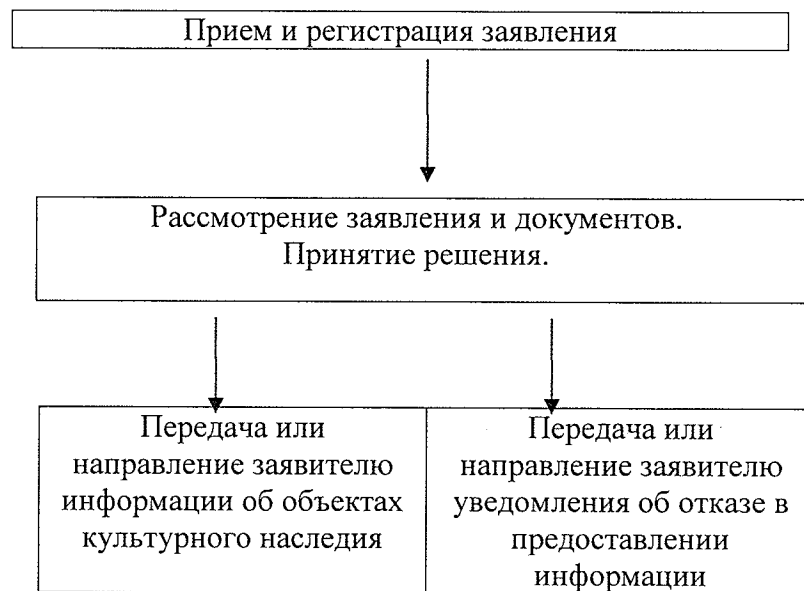 Прием и регистрация заявления
Рассмотрение заявления и документов.
Принятие решения.
Передача или
направление заявителю
информации об объектах
культурного наследия
Передача или
направление заявителю
уведомления об отказе в
предоставлении
информации